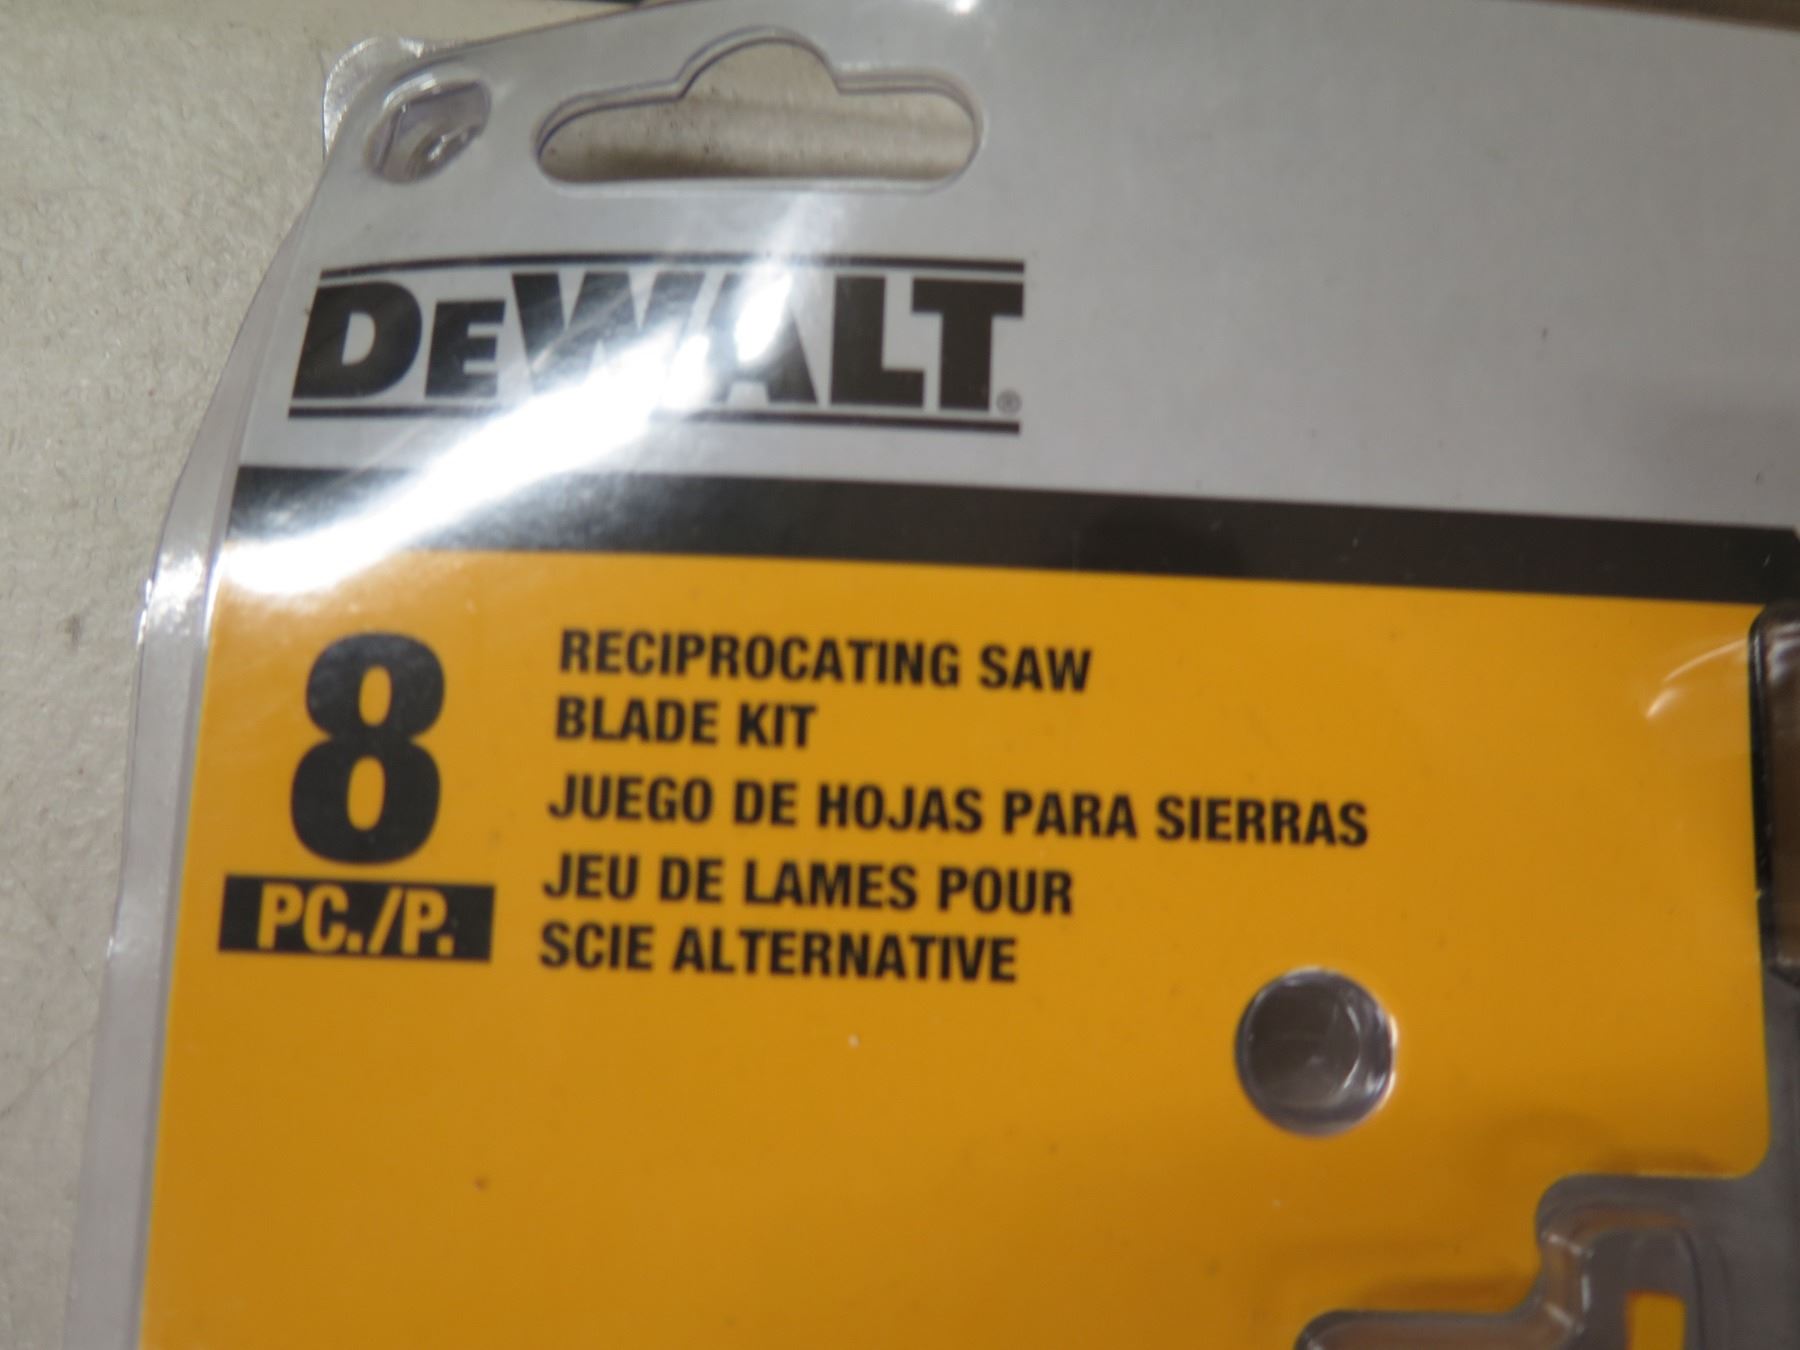 DEWALT®
8
PC./P.
RECIPROCATING SAW
BLADE KIT
JUEGO DE HOJAS PARA SIERRAS
JEU DE LAMES POUR
SCIE ALTERNATIVE